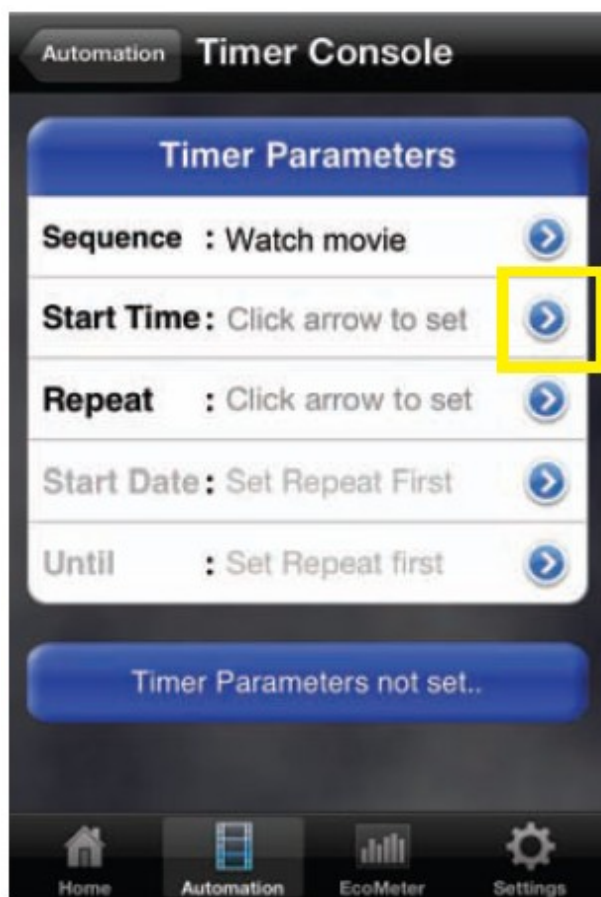 Automation Timer Console
Timer Parameters
Sequence : Watch movie
Start Time: Click arrow to set
Repeat : Click arrow to set
Start Date: Set Repeat First
Until : Set Repeat first
Timer Parameters not set..
Home Automation EcoMeter Settings